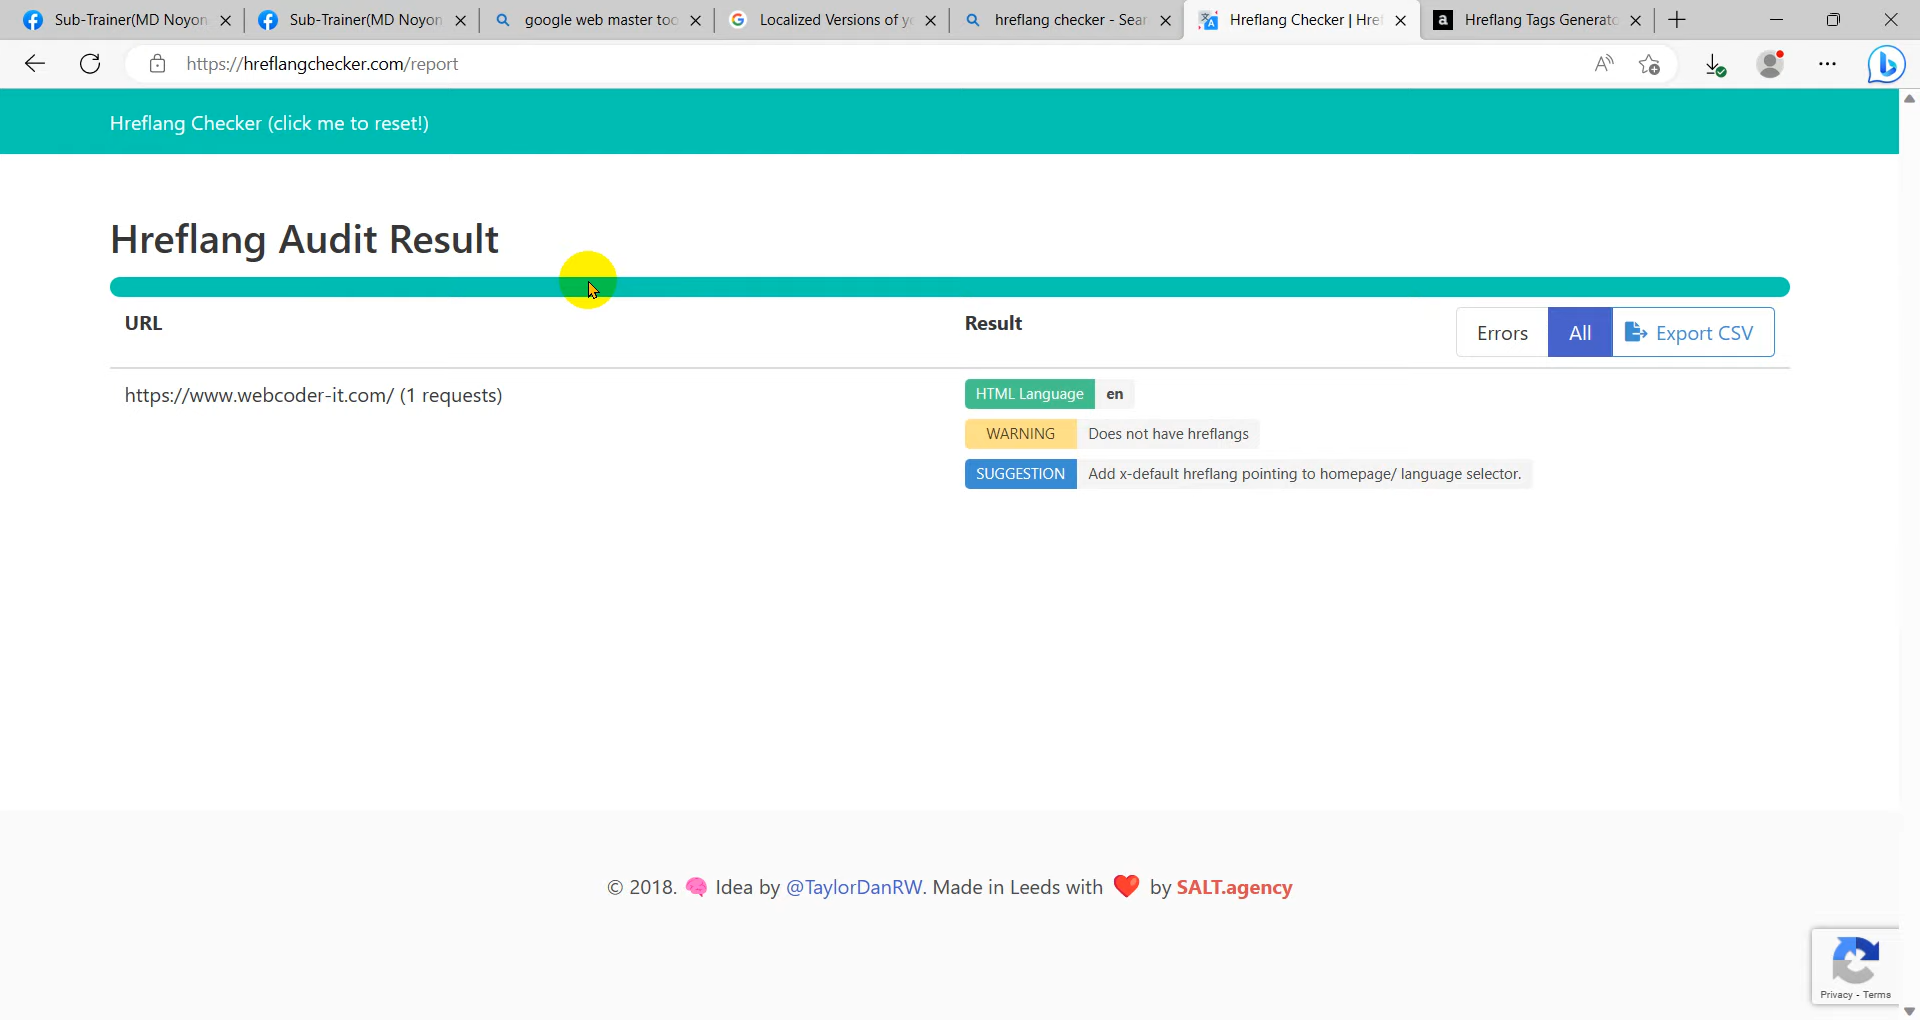 Sub-Trainer(MD Noyon
Sub-Trainer(MD Noyon
google web master too
Localized Versions of y
hreflang checker - Sear
Hreflang Checker | Href
Hreflang Tags Generato
https://hreflangchecker.com/report
Hreflang Checker (click me to reset!)
Hreflang Audit Result
URL
Result
Errors
All
Export CSV
https://www.webcoder-it.com/ (1 requests)
HTML Language en
WARNING Does not have hreflangs
SUGGESTION Add x-default hreflang pointing to homepage/ language selector.
© 2018. 🧠 Idea by @TaylorDanRW. Made in Leeds with ❤️ by SALT.agency
Privacy - Terms